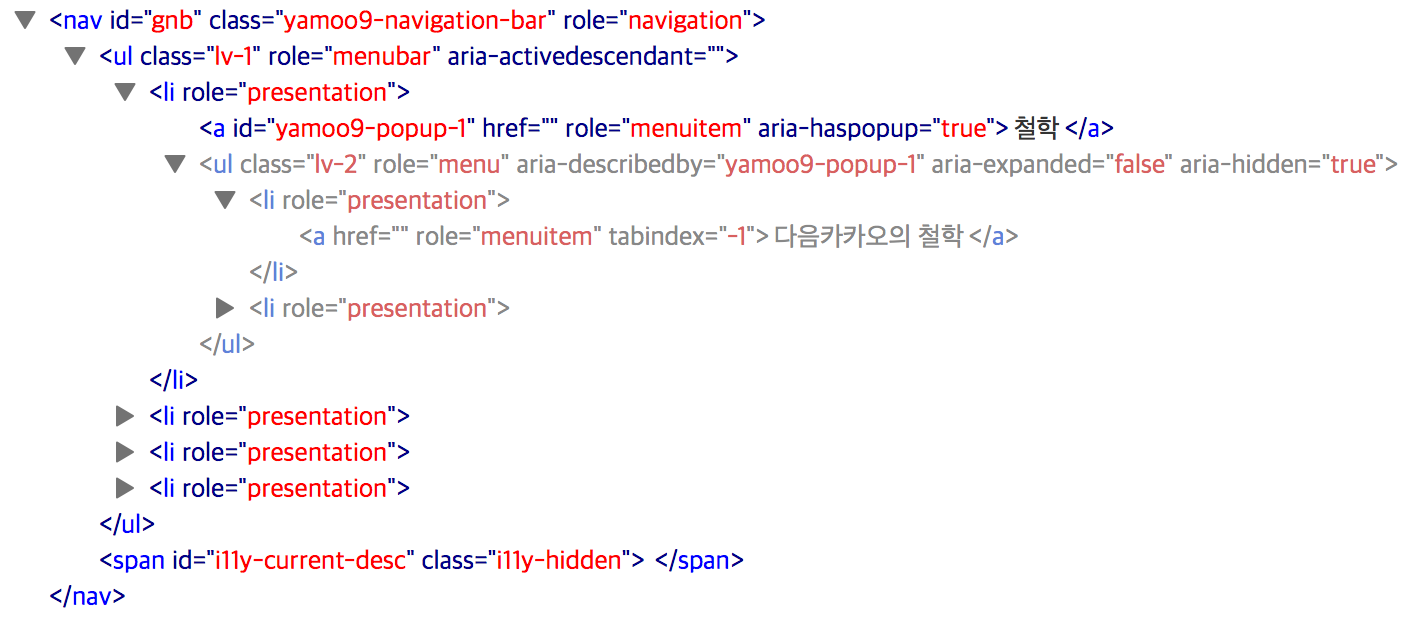 <nav id="gnb" class="yamoo9-navigation-bar" role="navigation">
<ul class="lv-1" role="menubar" aria-activedescendant="">
<li role="presentation">
<a id="yamoo9-popup-1" href="" role="menuitem" aria-haspopup="true"> 철학 </a>
<ul class="lv-2" role="menu" aria-describedby="yamoo9-popup-1" aria-expanded="false" aria-hidden="true">
<li role="presentation">
<a href="" role="menuitem" tabindex="-1"> 다음카카오의 철학 </a>
</li>
<li role="presentation">
</ul>
</li>
<li role="presentation">
<li role="presentation">
<li role="presentation">
</ul>
<span id="i11y-current-desc" class="i11y-hidden"> </span>
</nav>